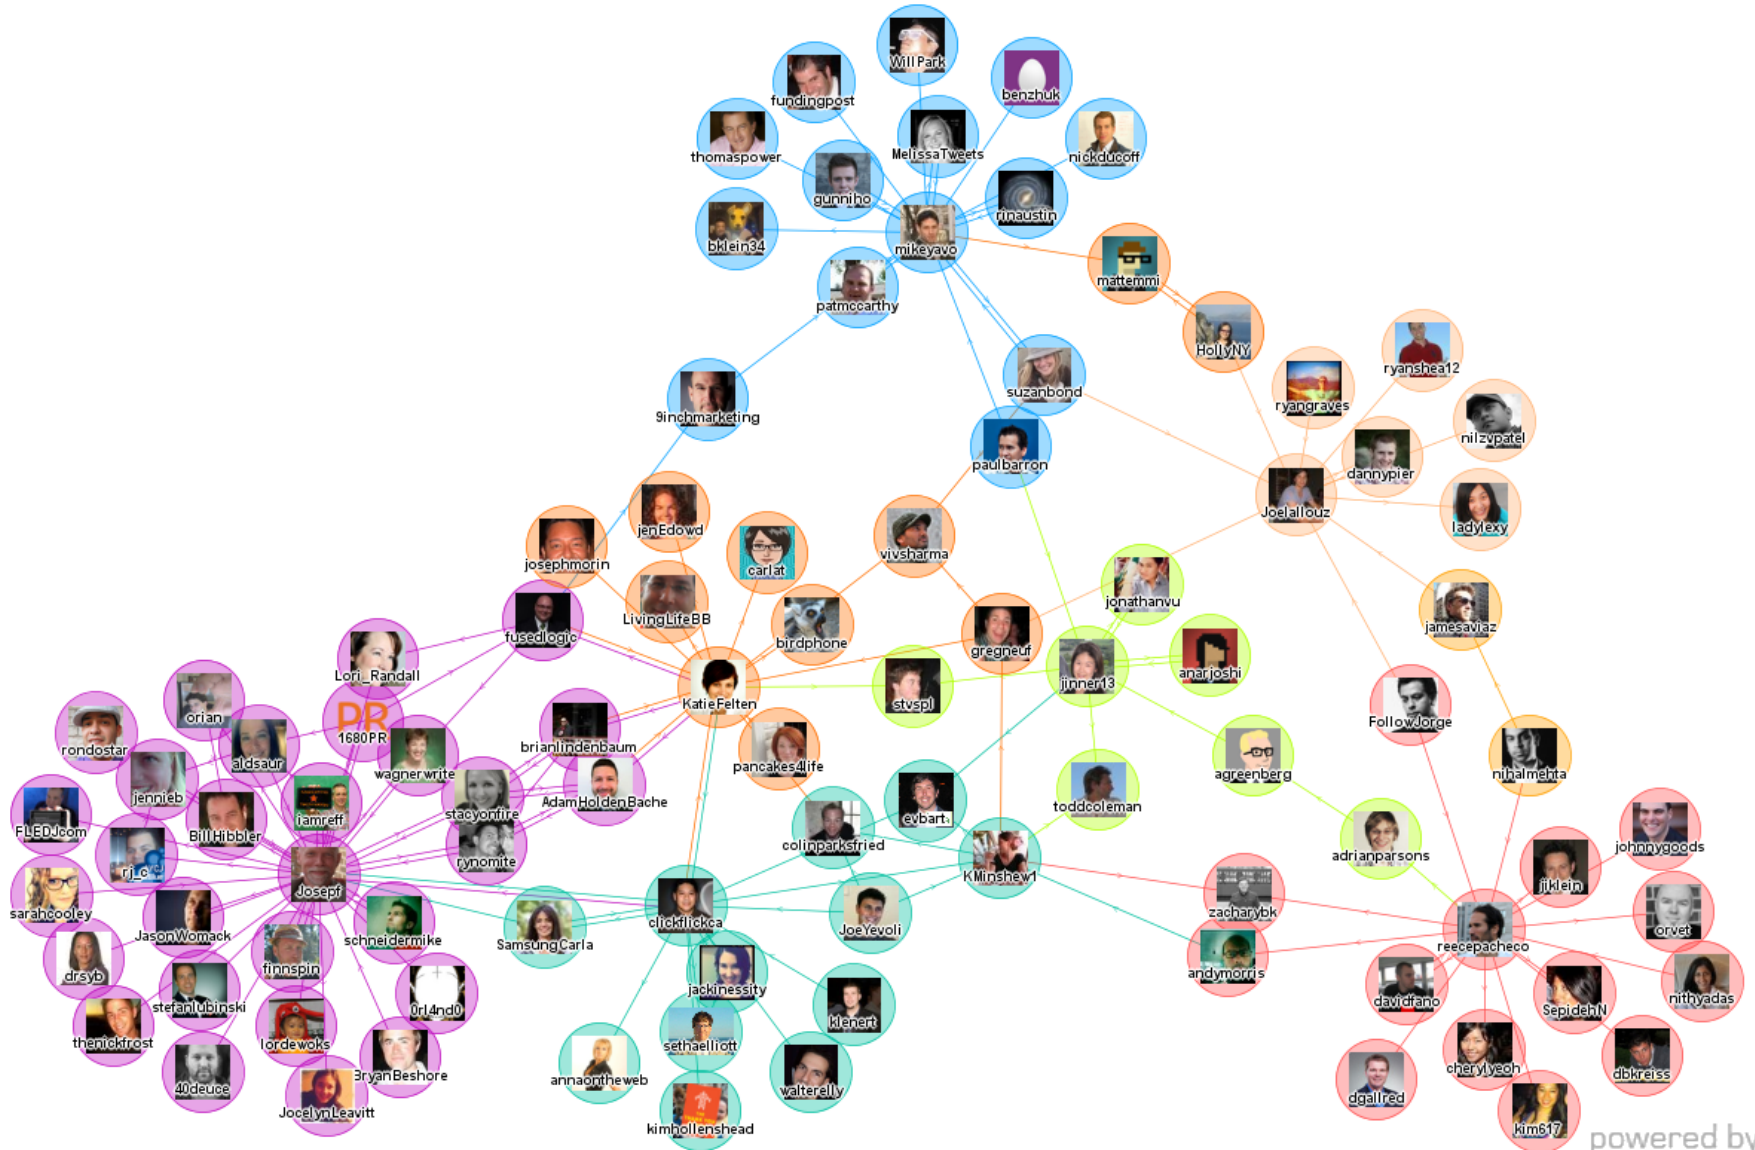 WillPark
benzhuk
fundingpost
thomaspower
MelissaTweets
nickducoff
gunniho
rinaustin
bklein34
mikeyavo
mattemmi
patmccarthy
HollyNY
ryanshea12
suzanbond
ryangraves
9inchmarketing
nilzvpatel
paulbarron
dannypier
Joelallouz
jenEdowd
ladylexy
josephmorin
carlat
vivsharma
jonathanvu
LivingLifeBB
jamesaviaz
fusedlogic
birdphone
gregneuf
Lori_Randall
anarjoshi
jinner13
KatieFelten
stvspl
orian
FollowJorge
rondostar
PR
1680PR
brianlindenbaum
aldsaur
wagnerwrite
pancakes4life
agreenberg
nihalmehta
jennieb
AdamHoldenBache
toddcoleman
stacyonfire
iamreff
evbart
FLEDJcom
BillHibbler
colinparksfried
johnnygoods
adrianparsons
rynomite
rj_c
KMinshew1
jiklein
Josepf
zacharybk
sarahcooley
clickflickca
JoeYevoli
orvet
JasonWomack
schneidermike
SamsungCarla
reecepacheco
finnspin
drsyb
andymorris
jackinessity
davidfano
nithyadas
stefanlubinski
0rl4nd0
SepidehN
klenert
thenickfrost
lordewoks
sethaelliott
cherylyeoh
dbkreiss
BryanBeshore
annaontheweb
40deuce
walterelly
dgallred
JocelynLeavitt
kimhollenshead
kim617
powered by